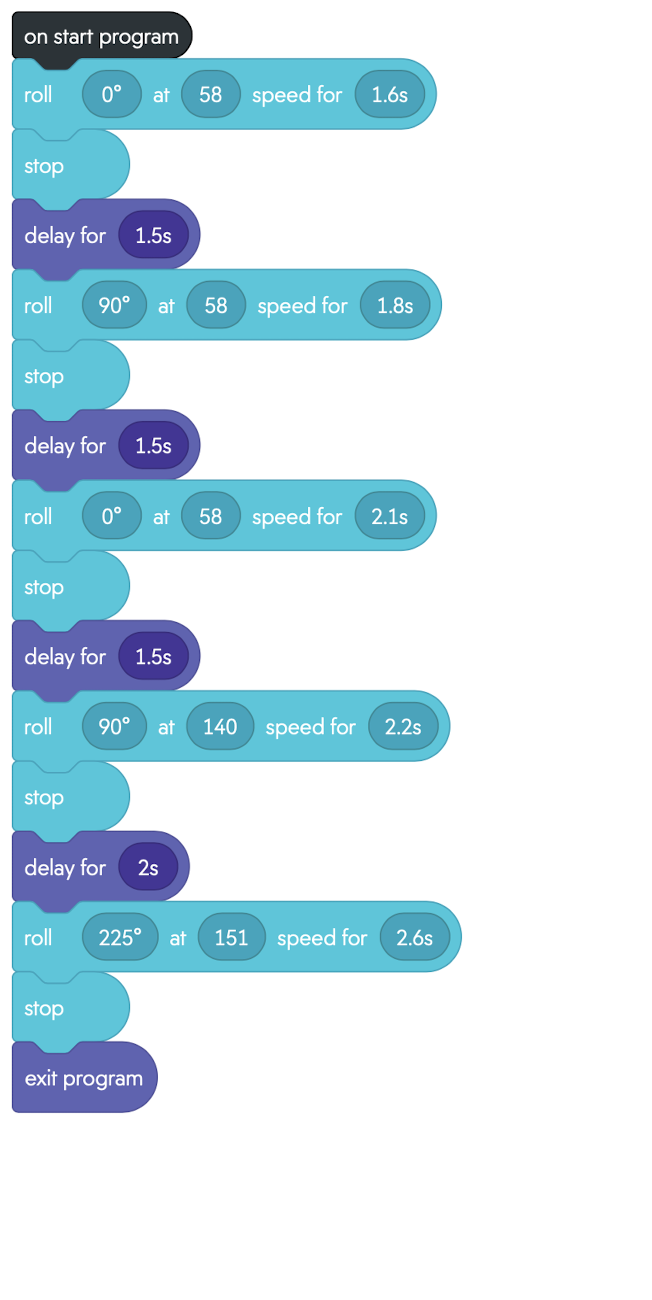 on start program
roll 0° at 58 speed for 1.6s
stop
delay for 1.5s
roll 90° at 58 speed for 1.8s
stop
delay for 1.5s
roll 0° at 58 speed for 2.1s
stop
delay for 1.5s
roll 90° at 140 speed for 2.2s
stop
delay for 2s
roll 225° at 151 speed for 2.6s
stop
exit program